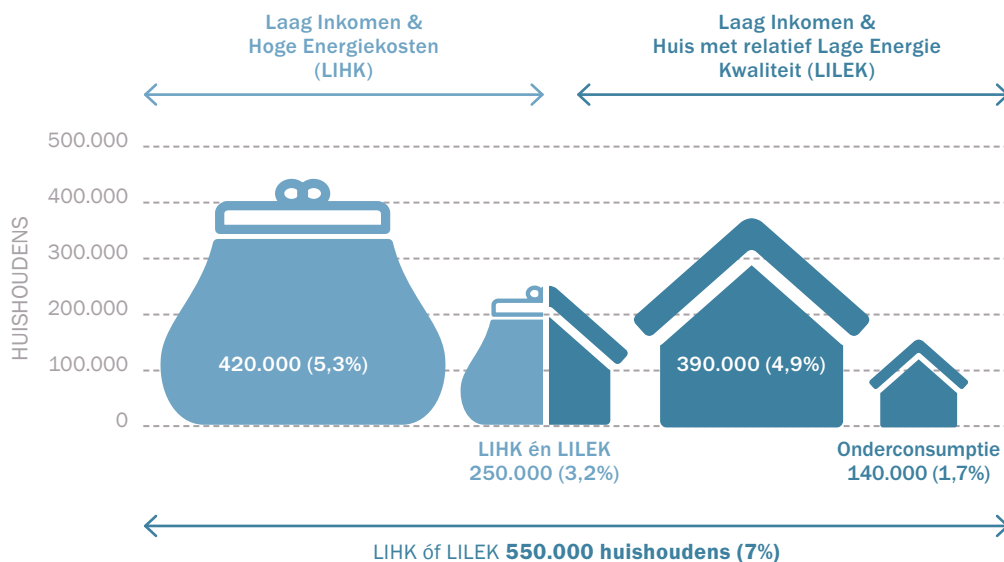 Laag Inkomen &
Hoge Energiekosten
(LIHK)
Laag Inkomen &
Huis met relatief Lage Energie
Kwaliteit (LILEK)
HUISHOUDENS
500.000
400.000
300.000
200.000
100.000
0
420.000 (5,3%)
390.000 (4,9%)
LIHK én LILEK
250.000 (3,2%)
Onderconsumptie
140.000 (1,7%)
LIHK óf LILEK 550.000 huishoudens (7%)